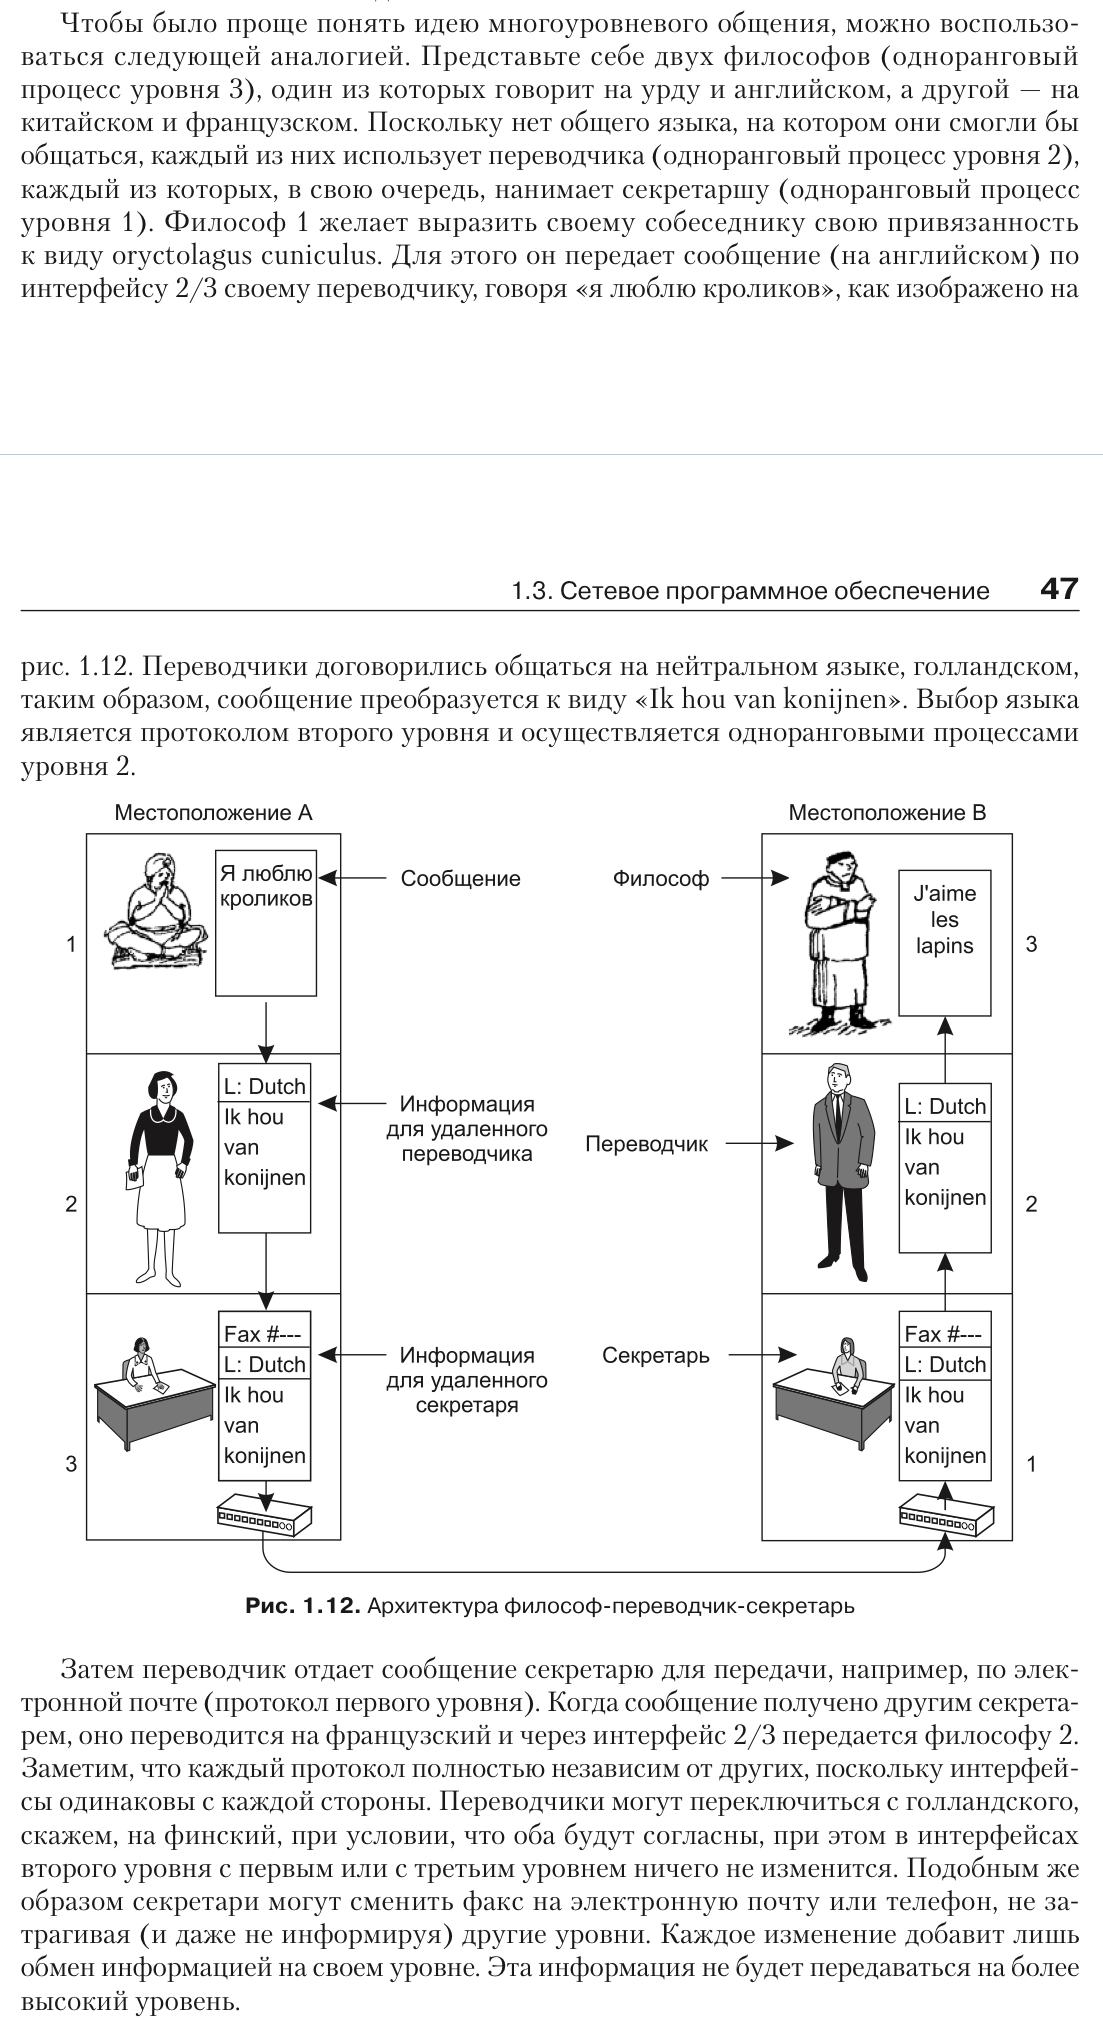 Чтобы было проще понять идею многоуровневого общения, можно воспользо-
ваться следующей аналогией. Представьте себе двух философов (одноранговый
процесс уровня 3), один из которых говорит на урду и английском, а другой — на
китайском и французском. Поскольку нет общего языка, на котором они смогли бы
общаться, каждый из них использует переводчика (одноранговый процесс уровня 2),
каждый из которых, в свою очередь, нанимает секретаршу (одноранговый процесс
уровня 1). Философ 1 желает выразить своему собеседнику свою привязанность
к виду oryctolagus cuniculus. Для этого он передает сообщение (на английском) по
интерфейсу 2/3 своему переводчику, говоря «я люблю кроликов», как изображено на
1.3. Сетевое программное обеспечение 47
рис. 1.12. Переводчики договорились общаться на нейтральном языке, голландском,
таким образом, сообщение преобразуется к виду «Ik hou van konijnen». Выбор языка
является протоколом второго уровня и осуществляется одноранговыми процессами
уровня 2.
Местоположение A
Местоположение B
Я люблю
кроликов
Сообщение
Философ
J'aime
les
lapins
1
3
L: Dutch
Ik hou
van
konijnen
Информация
для удаленного
переводчика
Переводчик
L: Dutch
Ik hou
van
konijnen
2
2
Fax #---
L: Dutch
Ik hou
van
konijnen
Информация
для удаленного
секретаря
Секретарь
Fax #---
L: Dutch
Ik hou
van
konijnen
3
1
Рис. 1.12. Архитектура философ-переводчик-секретарь
Затем переводчик отдает сообщение секретарю для передачи, например, по элек-
тронной почте (протокол первого уровня). Когда сообщение получено другим секрета-
рем, оно переводится на французский и через интерфейс 2/3 передается философу 2.
Заметим, что каждый протокол полностью независим от других, поскольку интерфей-
сы одинаковы с каждой стороны. Переводчики могут переключиться с голландского,
скажем, на финский, при условии, что оба будут согласны, при этом в интерфейсах
второго уровня с первым или с третьим уровнем ничего не изменится. Подобным же
образом секретари могут сменить факс на электронную почту или телефон, не за-
трагивая (и даже не информируя) другие уровни. Каждое изменение добавит лишь
обмен информацией на своем уровне. Эта информация не будет передаваться на более
высокий уровень.